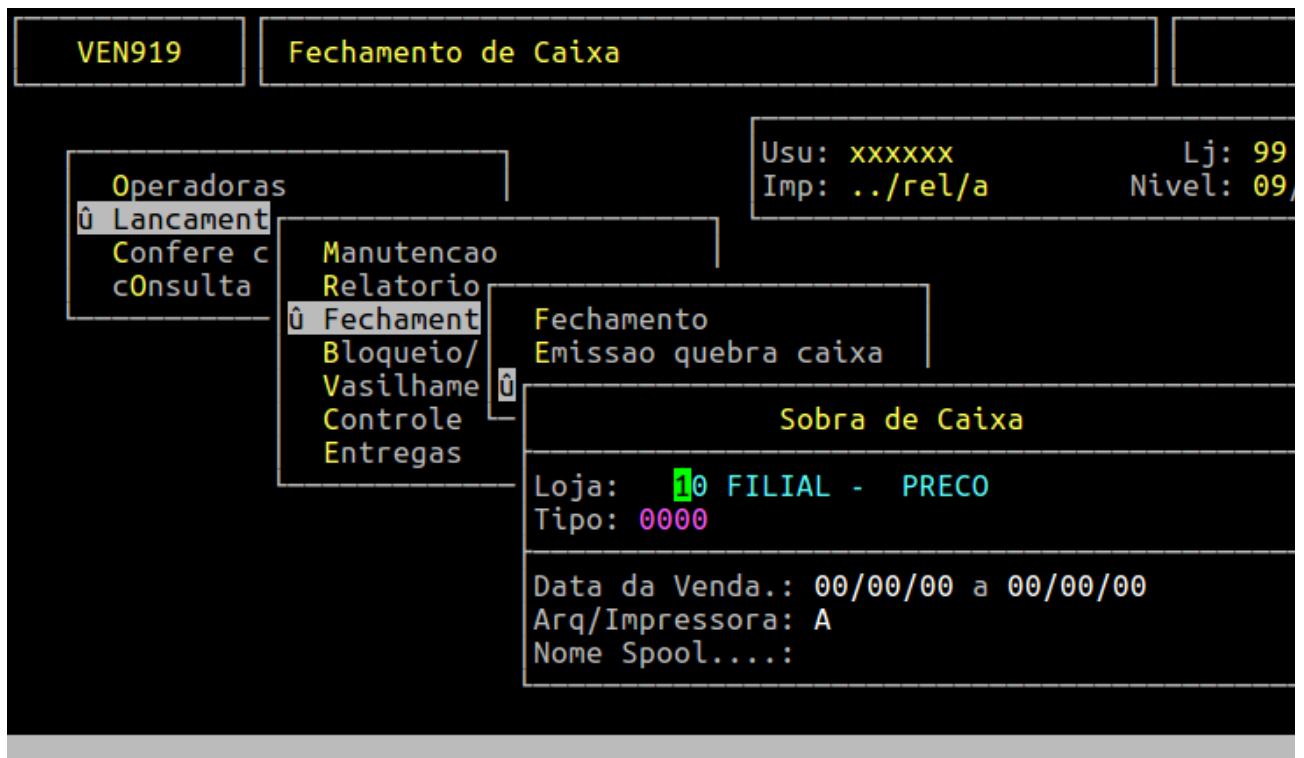 VEN919 Fechamento de Caixa
Usu: xxxxxx Lj: 99
Imp: ../rel/a Nivel: 09/
Operadoras
û Lancament
Confere c
cOnsulta
Manutencao
Relatorio
û Fechament
Bloqueio/
Vasilhame
Controle
Entregas
Fechamento
Emissao quebra caixa
û
Sobra de Caixa
Loja: 10 FILIAL - PRECO
Tipo: 0000
Data da Venda.: 00/00/00 a 00/00/00
Arq/Impressora: A
Nome Spool....: